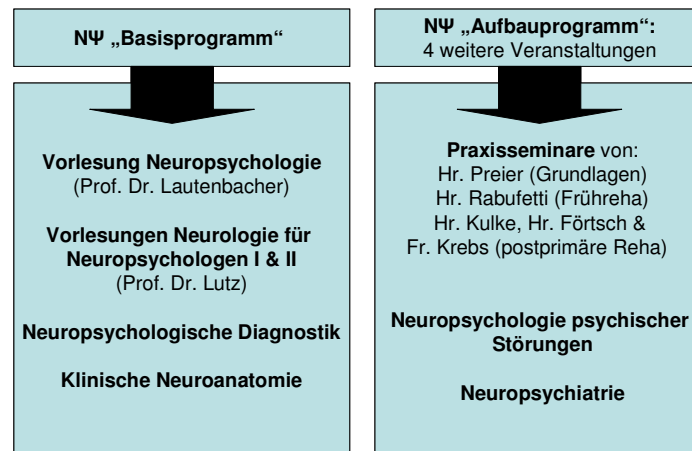 NΨ „Basisprogramm“
Vorlesung Neuropsychologie
(Prof. Dr. Lautenbacher)
Vorlesungen Neurologie für
Neuropsychologen I & II
(Prof. Dr. Lutz)
Neuropsychologische Diagnostik
Klinische Neuroanatomie
NΨ „Aufbauprogramm“:
4 weitere Veranstaltungen
Praxisseminare von:
Hr. Preier (Grundlagen)
Hr. Rabufetti (Frühreha)
Hr. Kulke, Hr. Förtsch &
Fr. Krebs (postprimäre Reha)
Neuropsychologie psychischer
Störungen
Neuropsychiatrie